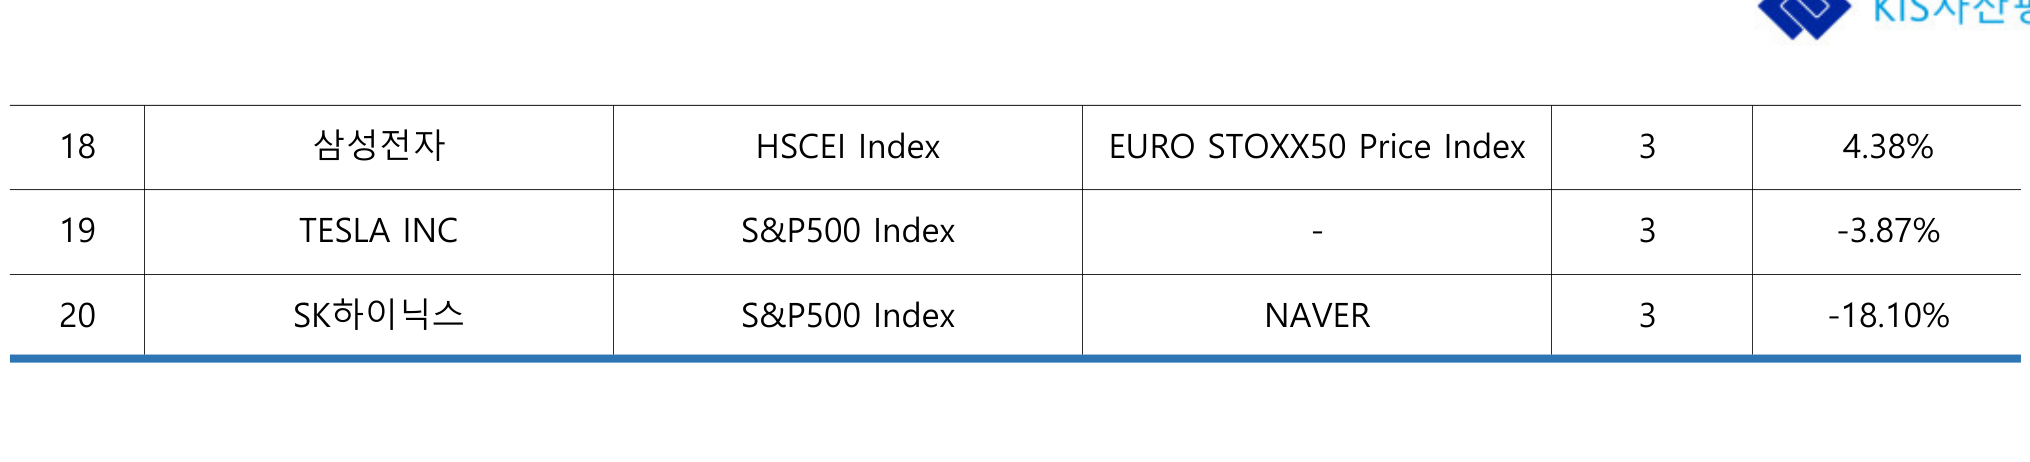 KIS자산평
18 삼성전자 HSCEI Index EURO STOXX50 Price Index 3 4.38%
19 TESLA INC S&P500 Index - 3 -3.87%
20 SK하이닉스 S&P500 Index NAVER 3 -18.10%